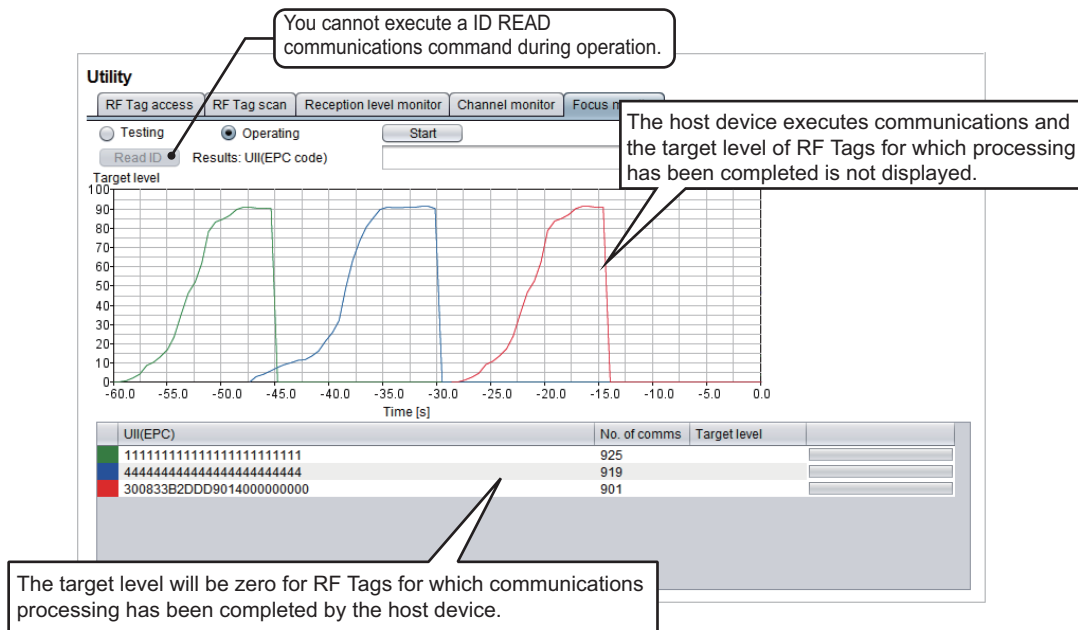 You cannot execute a ID READ
communications command during operation.
Utility
RF Tag access RF Tag scan Reception level monitor Channel monitor Focus
Testing Operating Start
Read ID Results: UII(EPC code)
The host device executes communications and
the target level of RF Tags for which processing
has been completed is not displayed.
Target level
100
90
80
70
60
50
40
30
20
10
0
-60.0 -55.0 -50.0 -45.0 -40.0 -35.0 -30.0 -25.0 -20.0 -15.0 -10.0 -5.0 0.0
Time [s]
UII(EPC) No. of comms Target level
111111111111111111111111 925
444444444444444444444444 919
300833B2DDD9014000000000 901
The target level will be zero for RF Tags for which communications
processing has been completed by the host device.